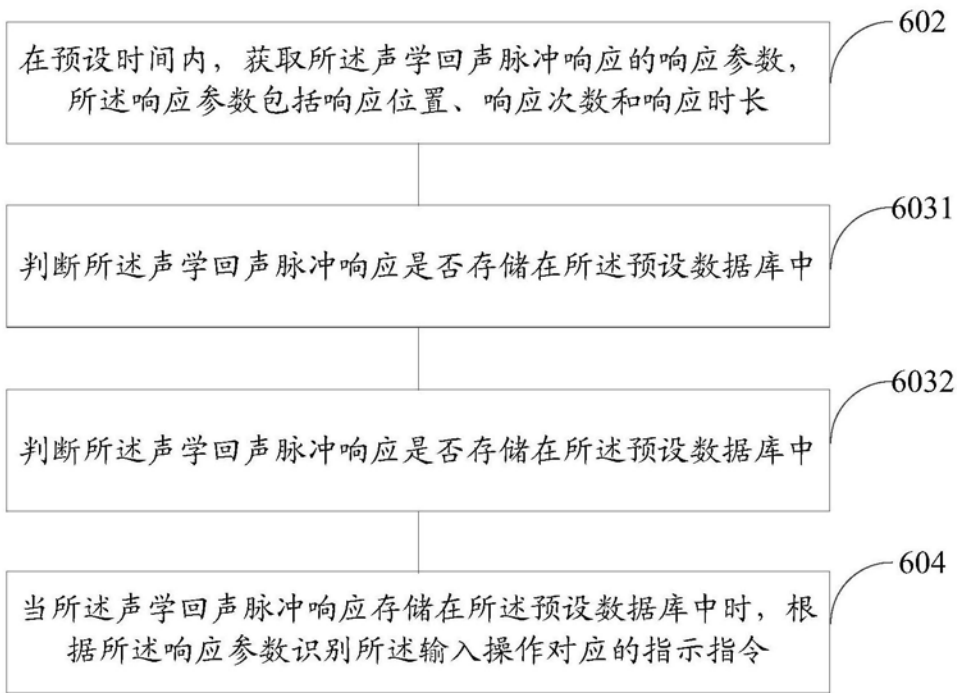 602
在预设时间内，获取所述声学回声脉冲响应的响应参数，
所述响应参数包括响应位置、响应次数和响应时长
6031
判断所述声学回声脉冲响应是否存储在所述预设数据库中
6032
判断所述声学回声脉冲响应是否存储在所述预设数据库中
604
当所述声学回声脉冲响应存储在所述预设数据库中时，根
据所述响应参数识别所述输入操作对应的指示指令